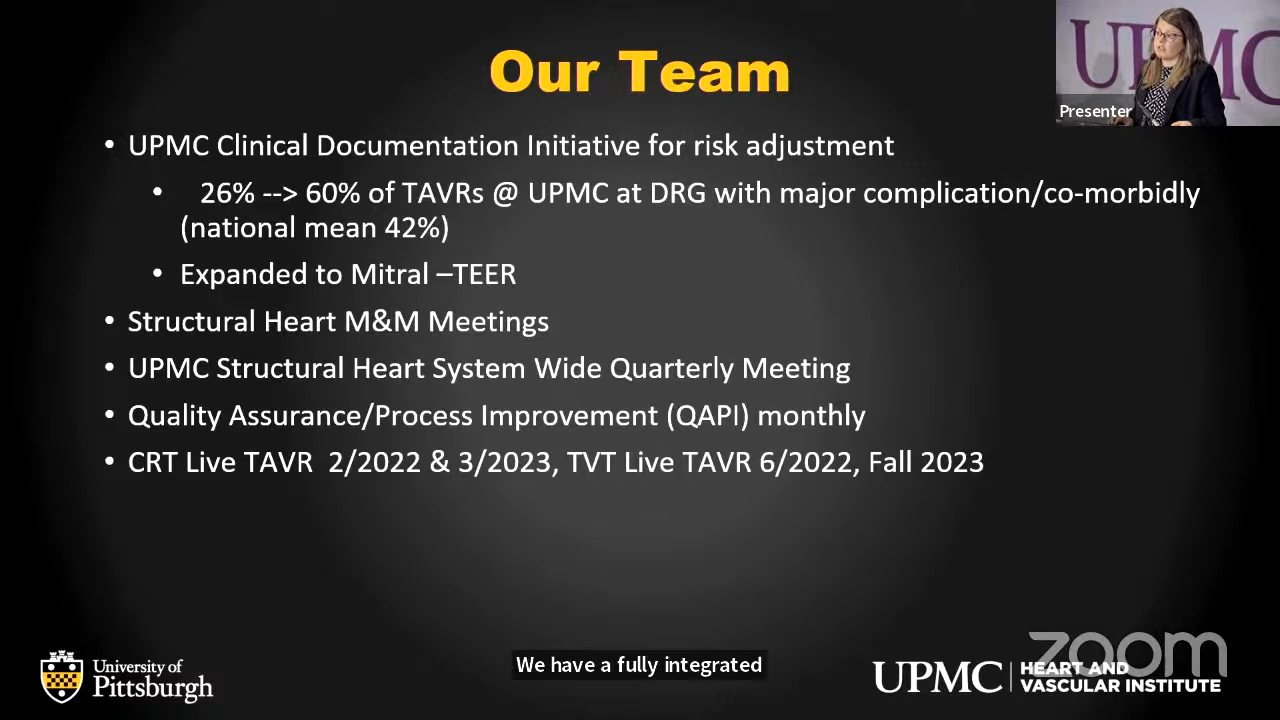 Our Team
UPMC
Presenter
• UPMC Clinical Documentation Initiative for risk adjustment
• 26% --> 60% of TAVRs @ UPMC at DRG with major complication/co-morbidly
(national mean 42%)
• Expanded to Mitral –TEER
• Structural Heart M&M Meetings
• UPMC Structural Heart System Wide Quarterly Meeting
• Quality Assurance/Process Improvement (QAPI) monthly
• CRT Live TAVR 2/2022 & 3/2023, TVT Live TAVR 6/2022, Fall 2023
We have a fully integrated
University of
Pittsburgh
UPMC
HEART AND
VASCULAR INSTITUTE
zoom